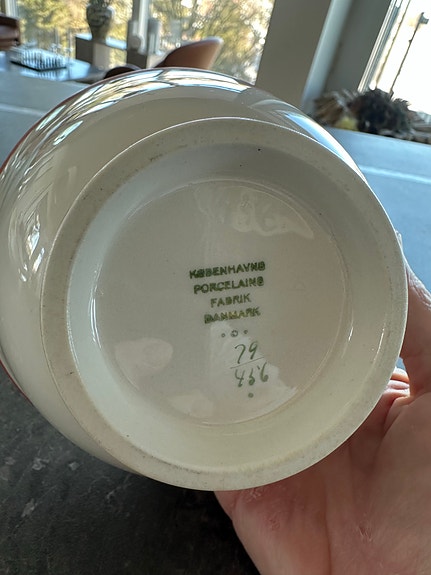 KØBENHAVNS
PORCELAINS
FABRIK
DANMARK
79
456